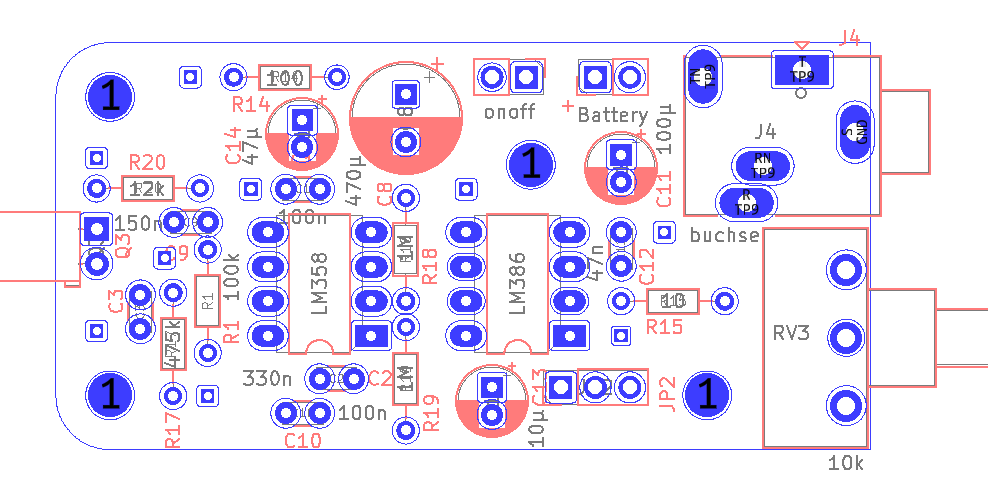 J4
100
R14
onoff
Battery
T
TP9
TN
TP9
S
GND
J4
RN
TP9
R
TP9
buchse
1
C14
47µ
8
470µ
C8
1
100µ
C11
R20
12k
150n
C9
Q3
100n
LM358
1M
R18
LM386
47n
C12
10
R15
C3
100k
R1
R1
475k
R17
330n
C2
100n
C10
1M
R19
C13
10µ
JP2
RV3
10k
1
1